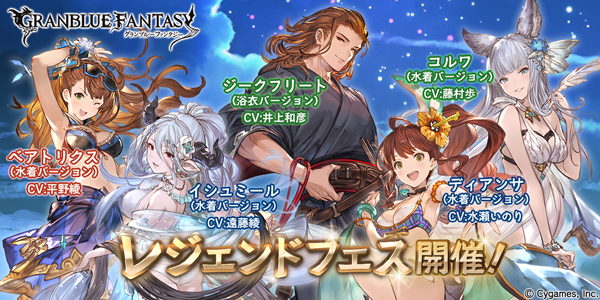 GRANBLUE FANTASY
グランブルーファンタジー
ジークフリート
(浴衣バージョン)
CV:井上和彦
コルワ
(水着バージョン)
CV:藤村歩
ベアトリクス
(水着バージョン)
CV:平野綾
イシュミール
(水着バージョン)
CV:遠藤綾
ディアンサ
(水着バージョン)
CV:水瀬いのり
レジェンドフェス開催!
© Cygames, Inc.